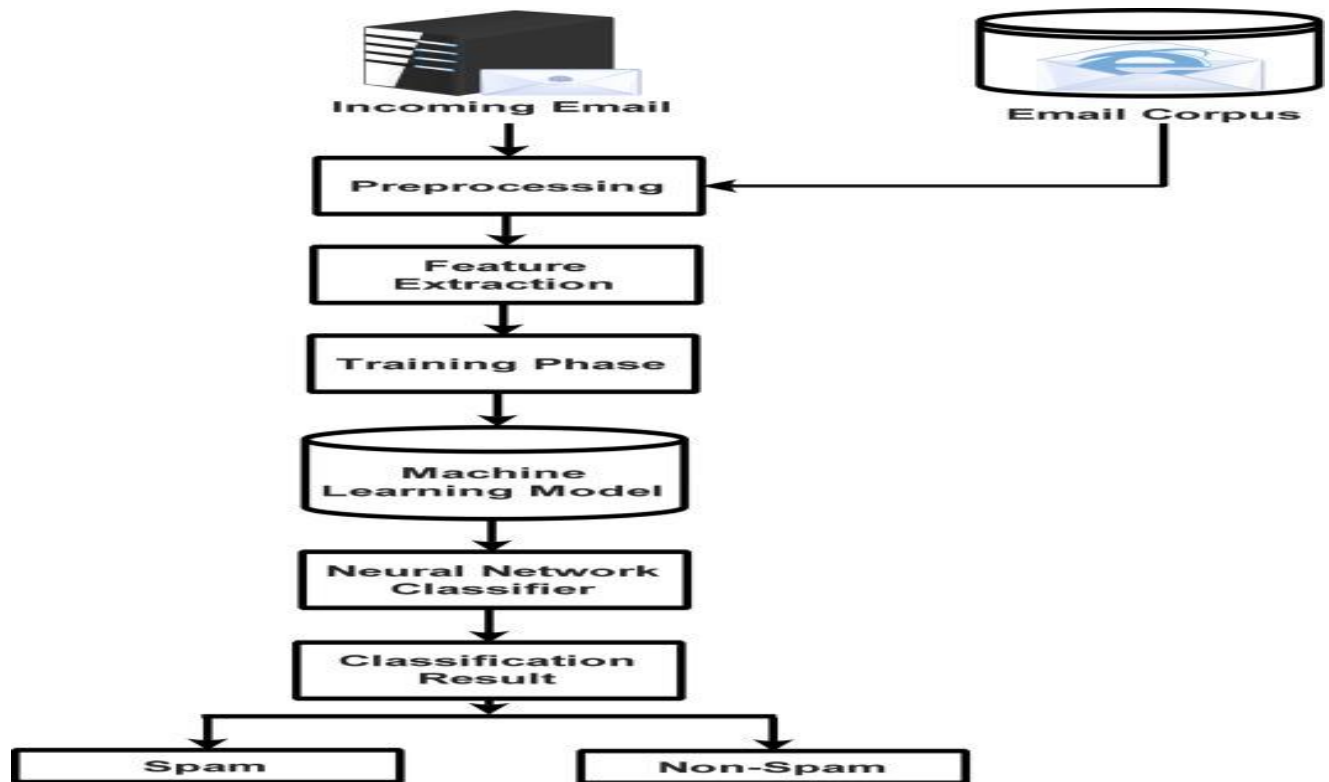 Incoming Email
Email Corpus
Preprocessing
Feature
Extraction
Training Phase
Machine
Learning Model
Neural Network
Classifier
Classification
Result
Spam
Non-Spam